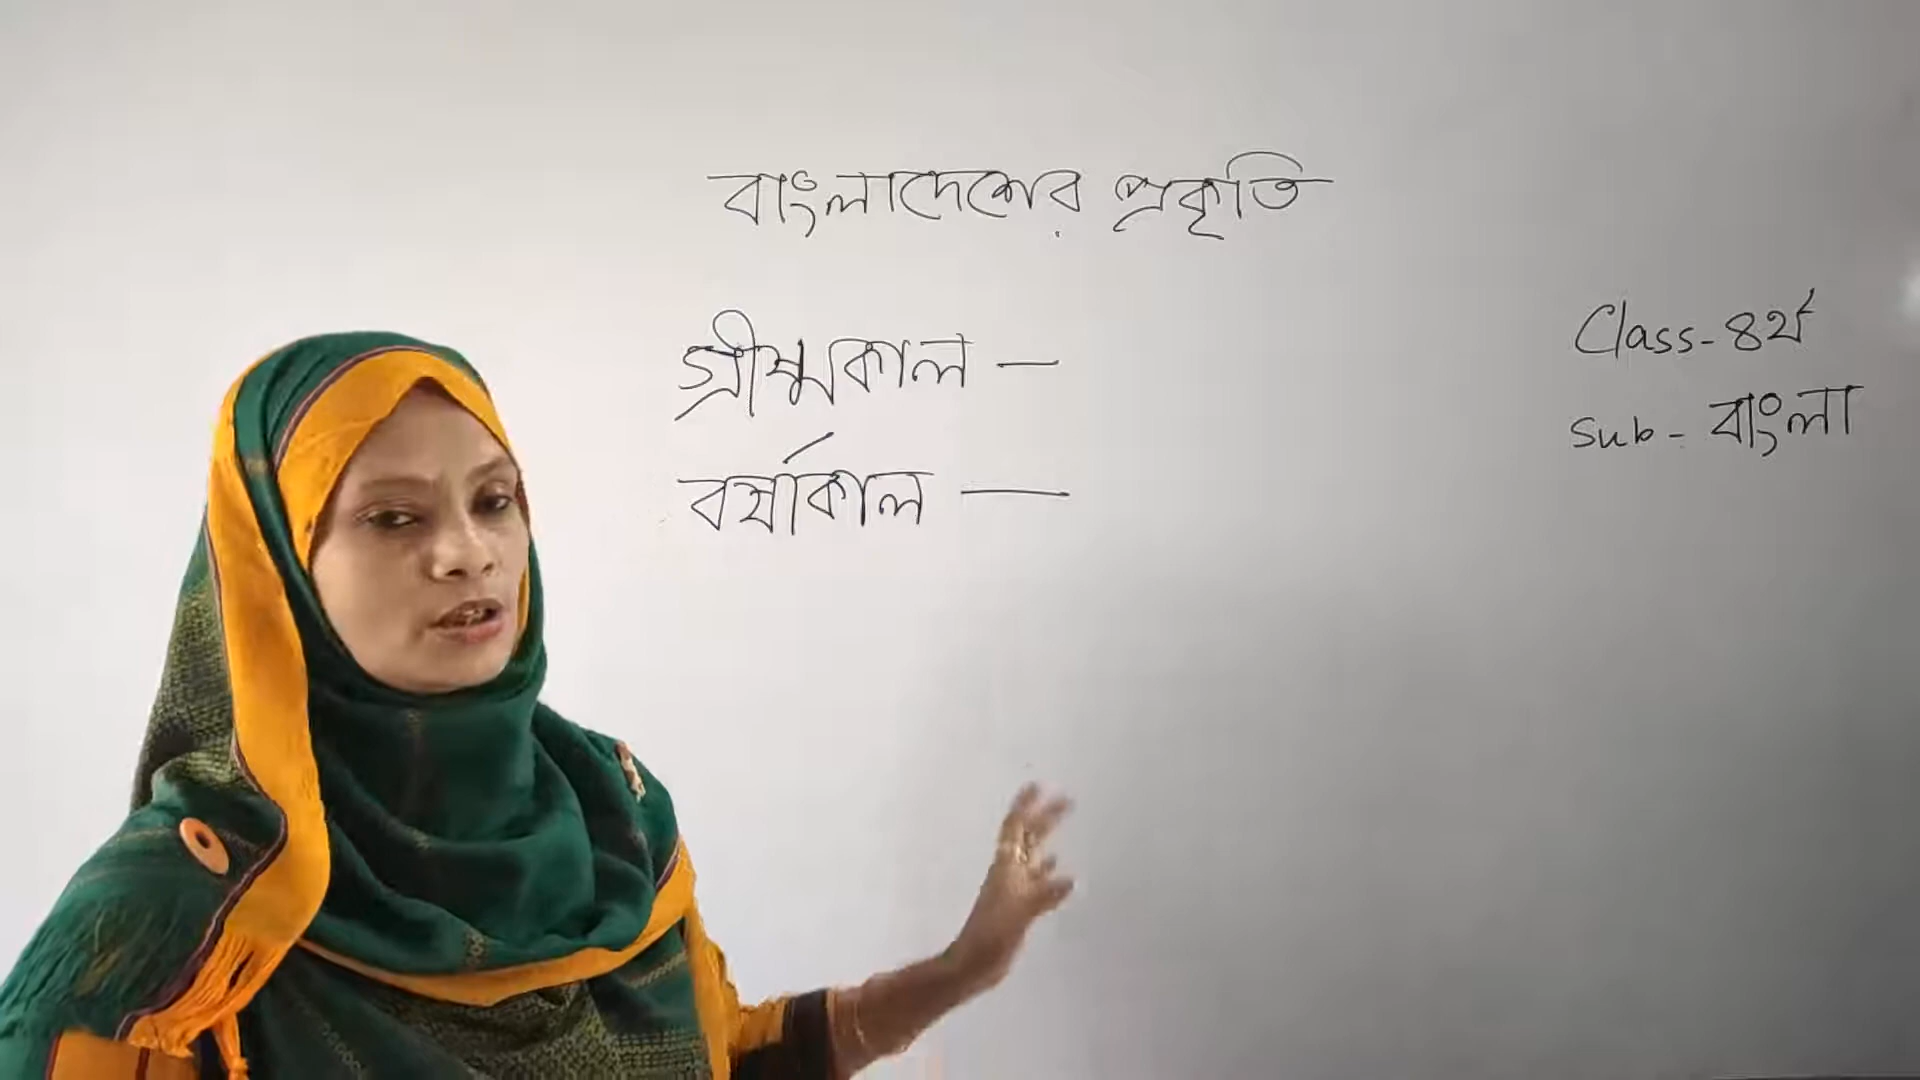 বাংলাদেশের প্রকৃতি
গ্রীষ্মকাল —
বর্ষাকাল —
Class - ৪র্থ
Sub - বাংলা